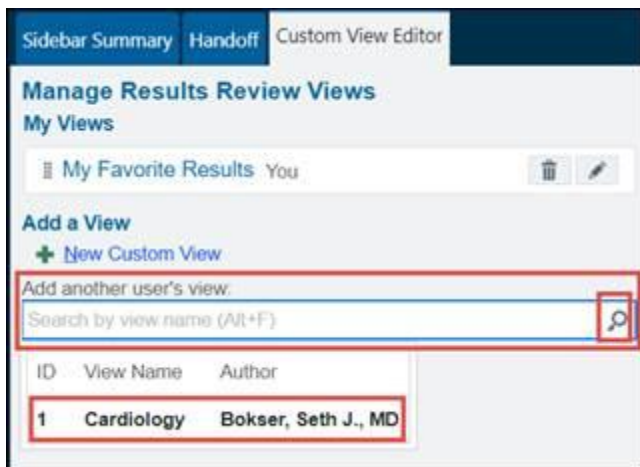 Sidebar Summary Handoff Custom View Editor
Manage Results Review Views
My Views
My Favorite Results You
Add a View
New Custom View
Add another user's view:
Search by view name (Alt+F)
ID View Name Author
1 Cardiology Bokser, Seth J., MD